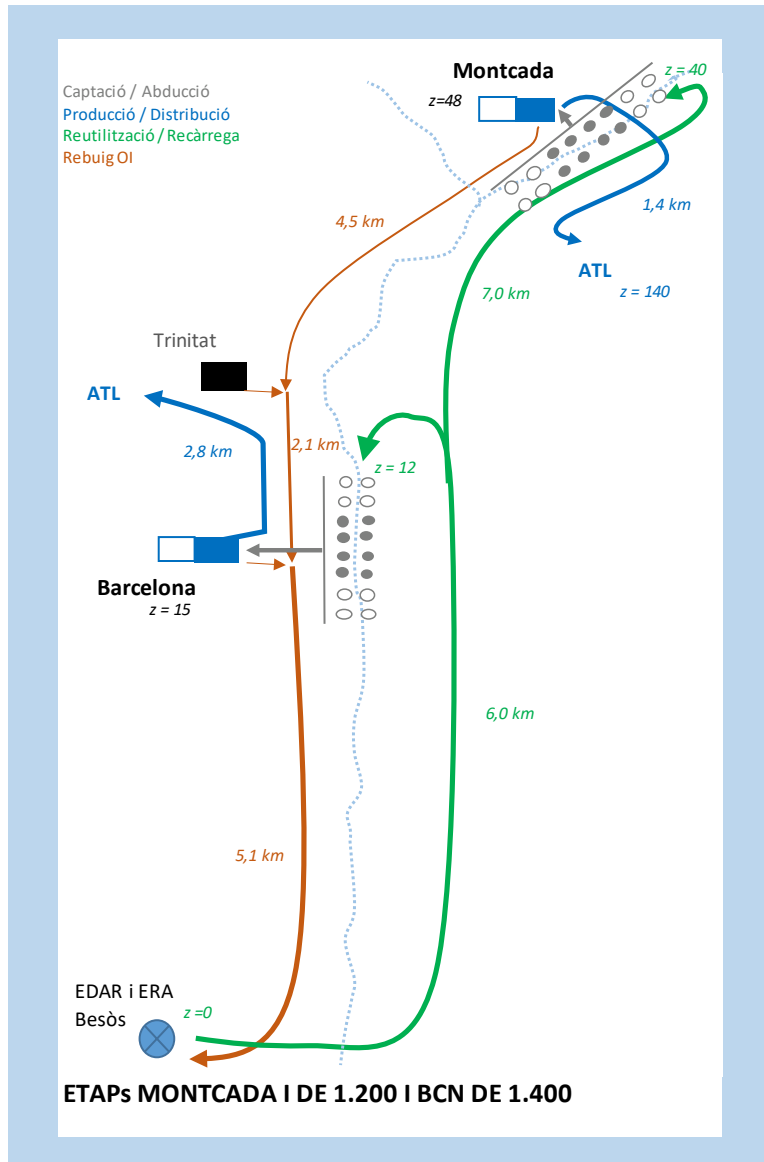 Montcada
z = 40
z=48
Captació / Abducció
Producció / Distribució
Reutilització / Recàrrega
Rebuig OI
4,5 km
1,4 km
ATL
z = 140
7,0 km
Trinitat
ATL
2,8 km
2,1 km
z = 12
Barcelona
z = 15
6,0 km
5,1 km
EDAR i ERA
Besòs
z =0
ETAPs MONTCADA I DE 1.200 I BCN DE 1.400